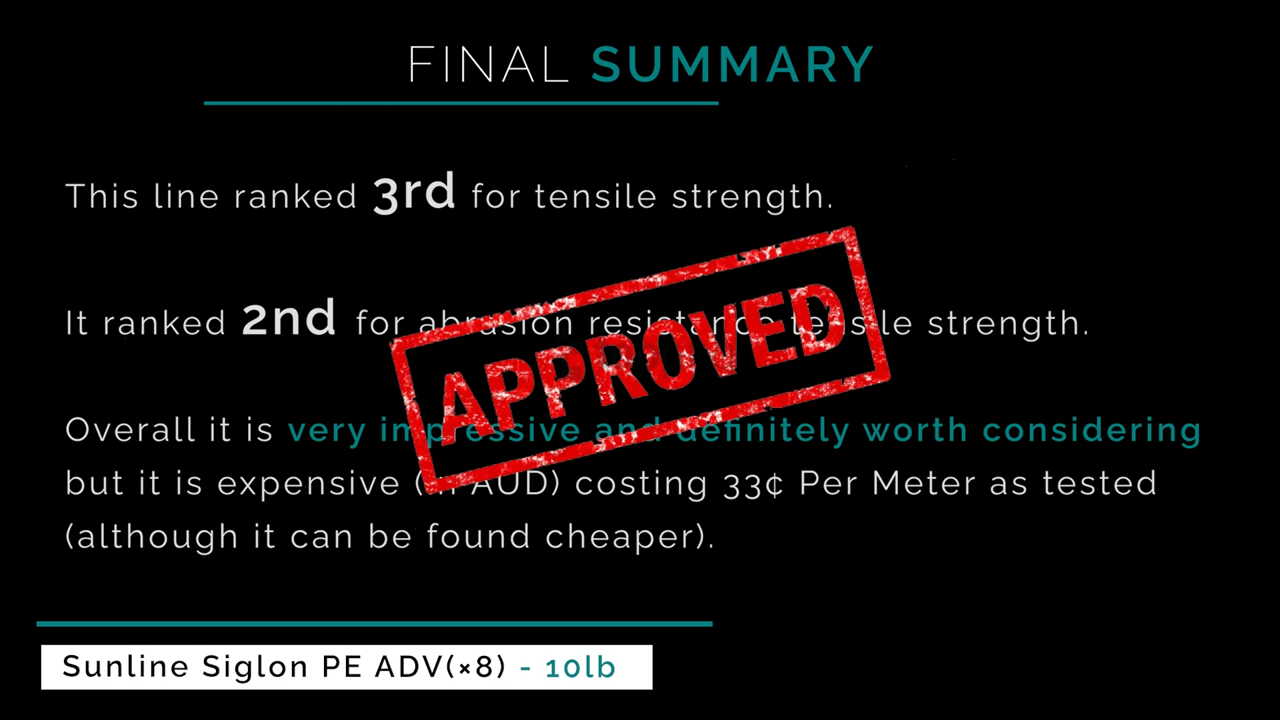 FINAL SUMMARY
This line ranked 3rd for tensile strength.
It ranked 2nd for abrasion resistance tensile strength.
Overall it is very impressive and definitely worth considering
but it is expensive (in AUD) costing 33¢ Per Meter as tested
(although it can be found cheaper).
APPROVED
Sunline Siglon PE ADV(×8) - 10lb